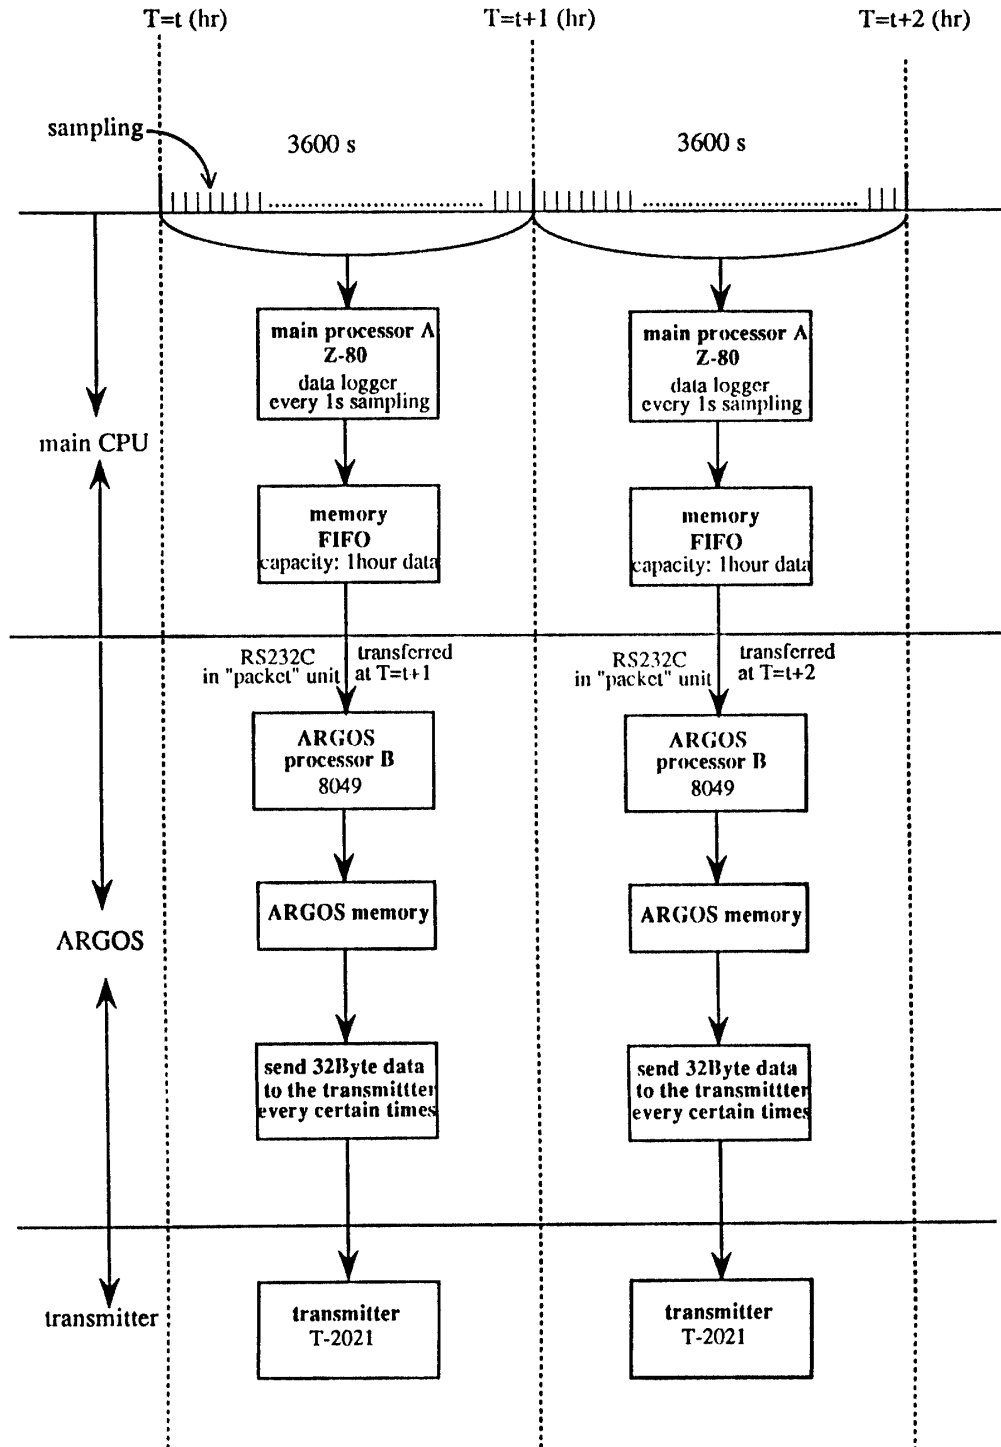 T=t (hr)
T=t+1 (hr)
T=t+2 (hr)
sampling
3600 s
3600 s
main processor A
Z-80
data logger
every 1s sampling
main processor A
Z-80
data logger
every 1s sampling
main CPU
memory
FIFO
capacity: 1hour data
memory
FIFO
capacity: 1hour data
RS232C
in "packet" unit
transferred
at T=t+1
RS232C
in "packet" unit
transferred
at T=t+2
ARGOS
processor B
8049
ARGOS
processor B
8049
ARGOS memory
ARGOS memory
ARGOS
send 32Byte data
to the transmittter
every certain times
send 32Byte data
to the transmittter
every certain times
transmitter
transmitter
T-2021
transmitter
T-2021